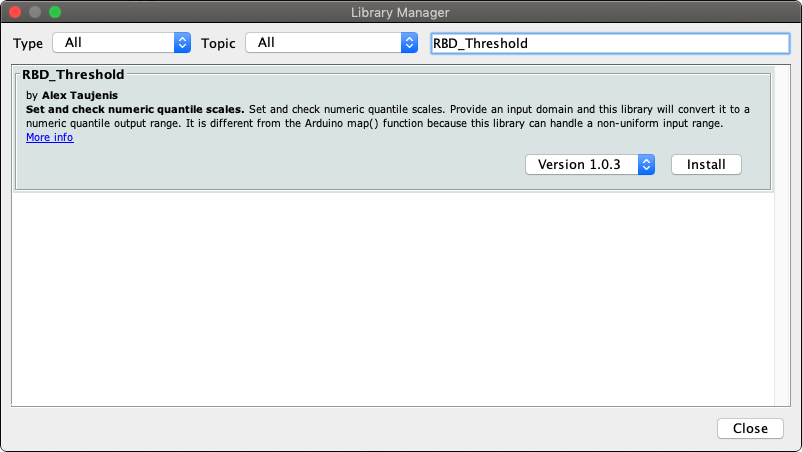 Library Manager
Type All Topic All RBD_Threshold
RBD_Threshold
by Alex Taujenis
Set and check numeric quantile scales. Set and check numeric quantile scales. Provide an input domain and this library will convert it to a
numeric quantile output range. It is different from the Arduino map() function because this library can handle a non-uniform input range.
More info
Version 1.0.3 Install
Close